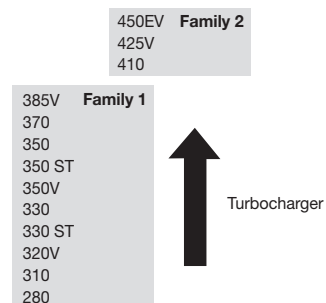 450EV Family 2
425V
410
385V Family 1
370
350
350 ST
350V
330
330 ST
320V
310
280
Turbocharger